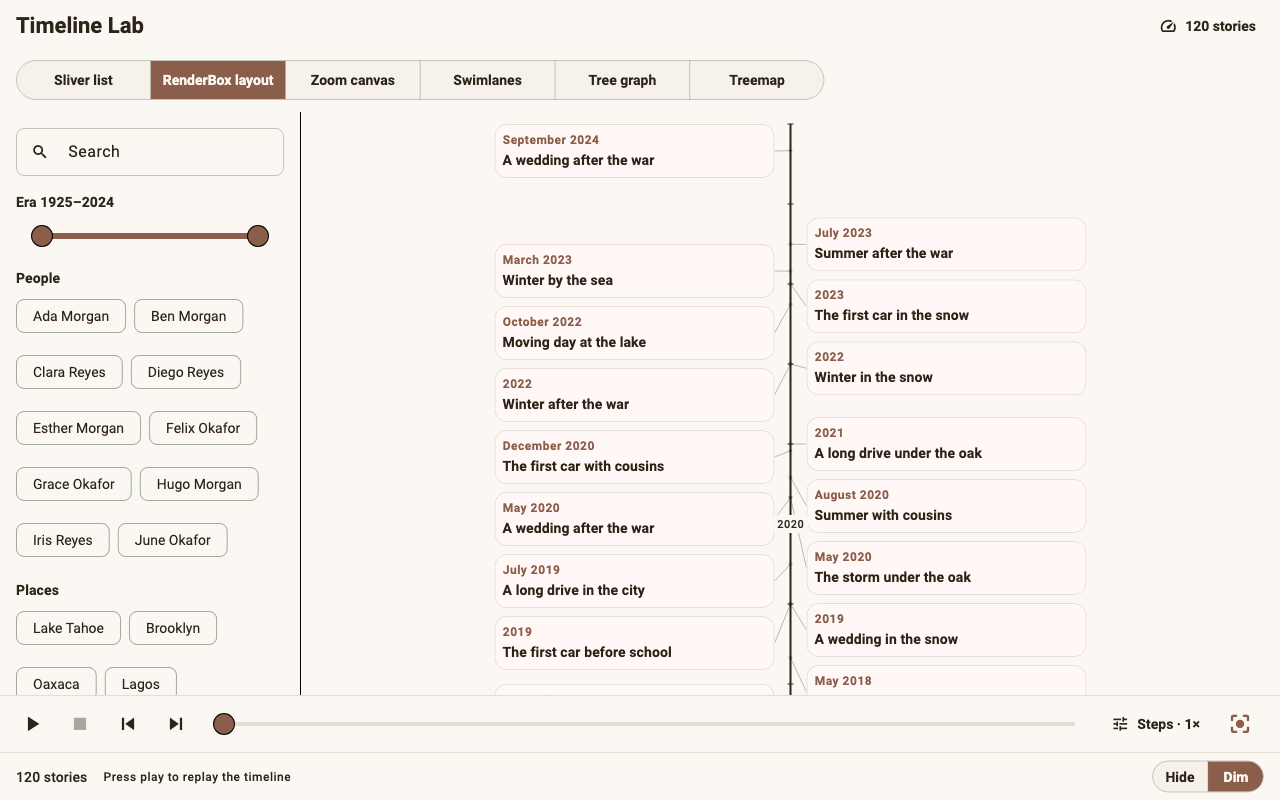 Timeline Lab
120 stories
Sliver list
RenderBox layout
Zoom canvas
Swimlanes
Tree graph
Treemap
Search
Era 1925–2024
People
Ada Morgan
Ben Morgan
Clara Reyes
Diego Reyes
Esther Morgan
Felix Okafor
Grace Okafor
Hugo Morgan
Iris Reyes
June Okafor
Places
Lake Tahoe
Brooklyn
Oaxaca
Lagos
September 2024
A wedding after the war
July 2023
Summer after the war
March 2023
Winter by the sea
2023
The first car in the snow
October 2022
Moving day at the lake
2022
Winter in the snow
2022
Winter after the war
2021
A long drive under the oak
December 2020
The first car with cousins
August 2020
Summer with cousins
May 2020
A wedding after the war
2020
May 2020
The storm under the oak
July 2019
A long drive in the city
2019
A wedding in the snow
2019
The first car before school
May 2018
Steps · 1×
120 stories
Press play to replay the timeline
Hide
Dim